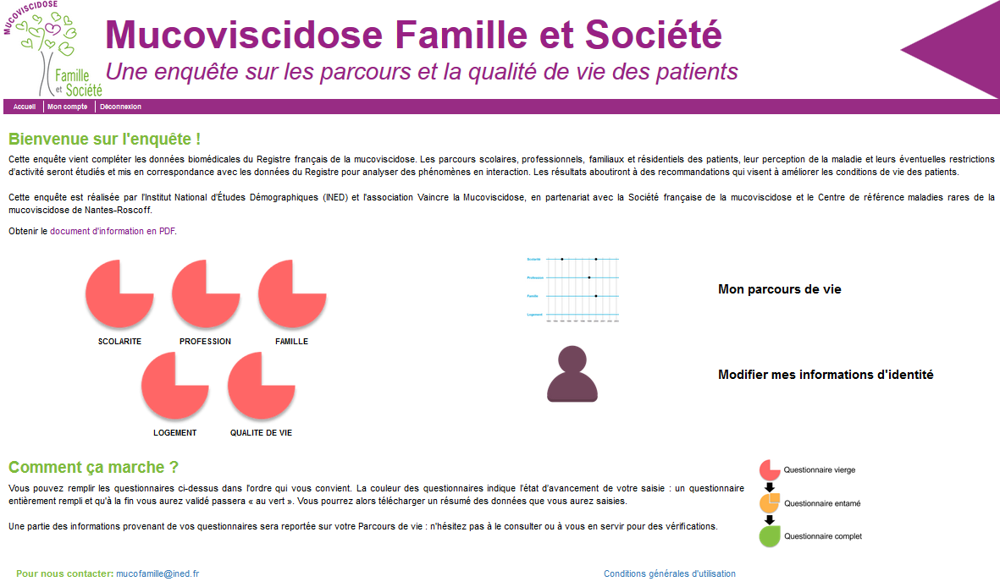 MUCOVISCIDOSE
Famille
et Société
Mucoviscidose Famille et Société
Une enquête sur les parcours et la qualité de vie des patients
Accueil
Mon compte
Déconnexion
Bienvenue sur l'enquête !
Cette enquête vient compléter les données biomédicales du Registre français de la mucoviscidose. Les parcours scolaires, professionnels, familiaux et résidentiels des patients, leur perception de la maladie et leurs éventuelles restrictions
d'activité seront étudiés et mis en correspondance avec les données du Registre pour analyser des phénomènes en interaction. Les résultats aboutiront à des recommandations qui visent à améliorer les conditions de vie des patients.
Cette enquête est réalisée par l'Institut National d'Études Démographiques (INED) et l'association Vaincre la Mucoviscidose, en partenariat avec la Société française de la mucoviscidose et le Centre de référence maladies rares de la
mucoviscidose de Nantes-Roscoff.
Obtenir le document d'information en PDF.
SCOLARITE
PROFESSION
FAMILLE
LOGEMENT
QUALITE DE VIE
Scolarité
Profession
Famille
Logement
Mon parcours de vie
Modifier mes informations d'identité
Comment ça marche ?
Vous pouvez remplir les questionnaires ci-dessus dans l'ordre qui vous convient. La couleur des questionnaires indique l'état d'avancement de votre saisie : un questionnaire
entièrement rempli et qu'à la fin vous aurez validé passera « au vert ». Vous pourrez alors télécharger un résumé des données que vous aurez saisies.
Une partie des informations provenant de vos questionnaires sera reportée sur votre Parcours de vie : n'hésitez pas à le consulter ou à vous en servir pour des vérifications.
Questionnaire vierge
Questionnaire entamé
Questionnaire complet
Pour nous contacter: mucofamille@ined.fr
Conditions générales d'utilisation